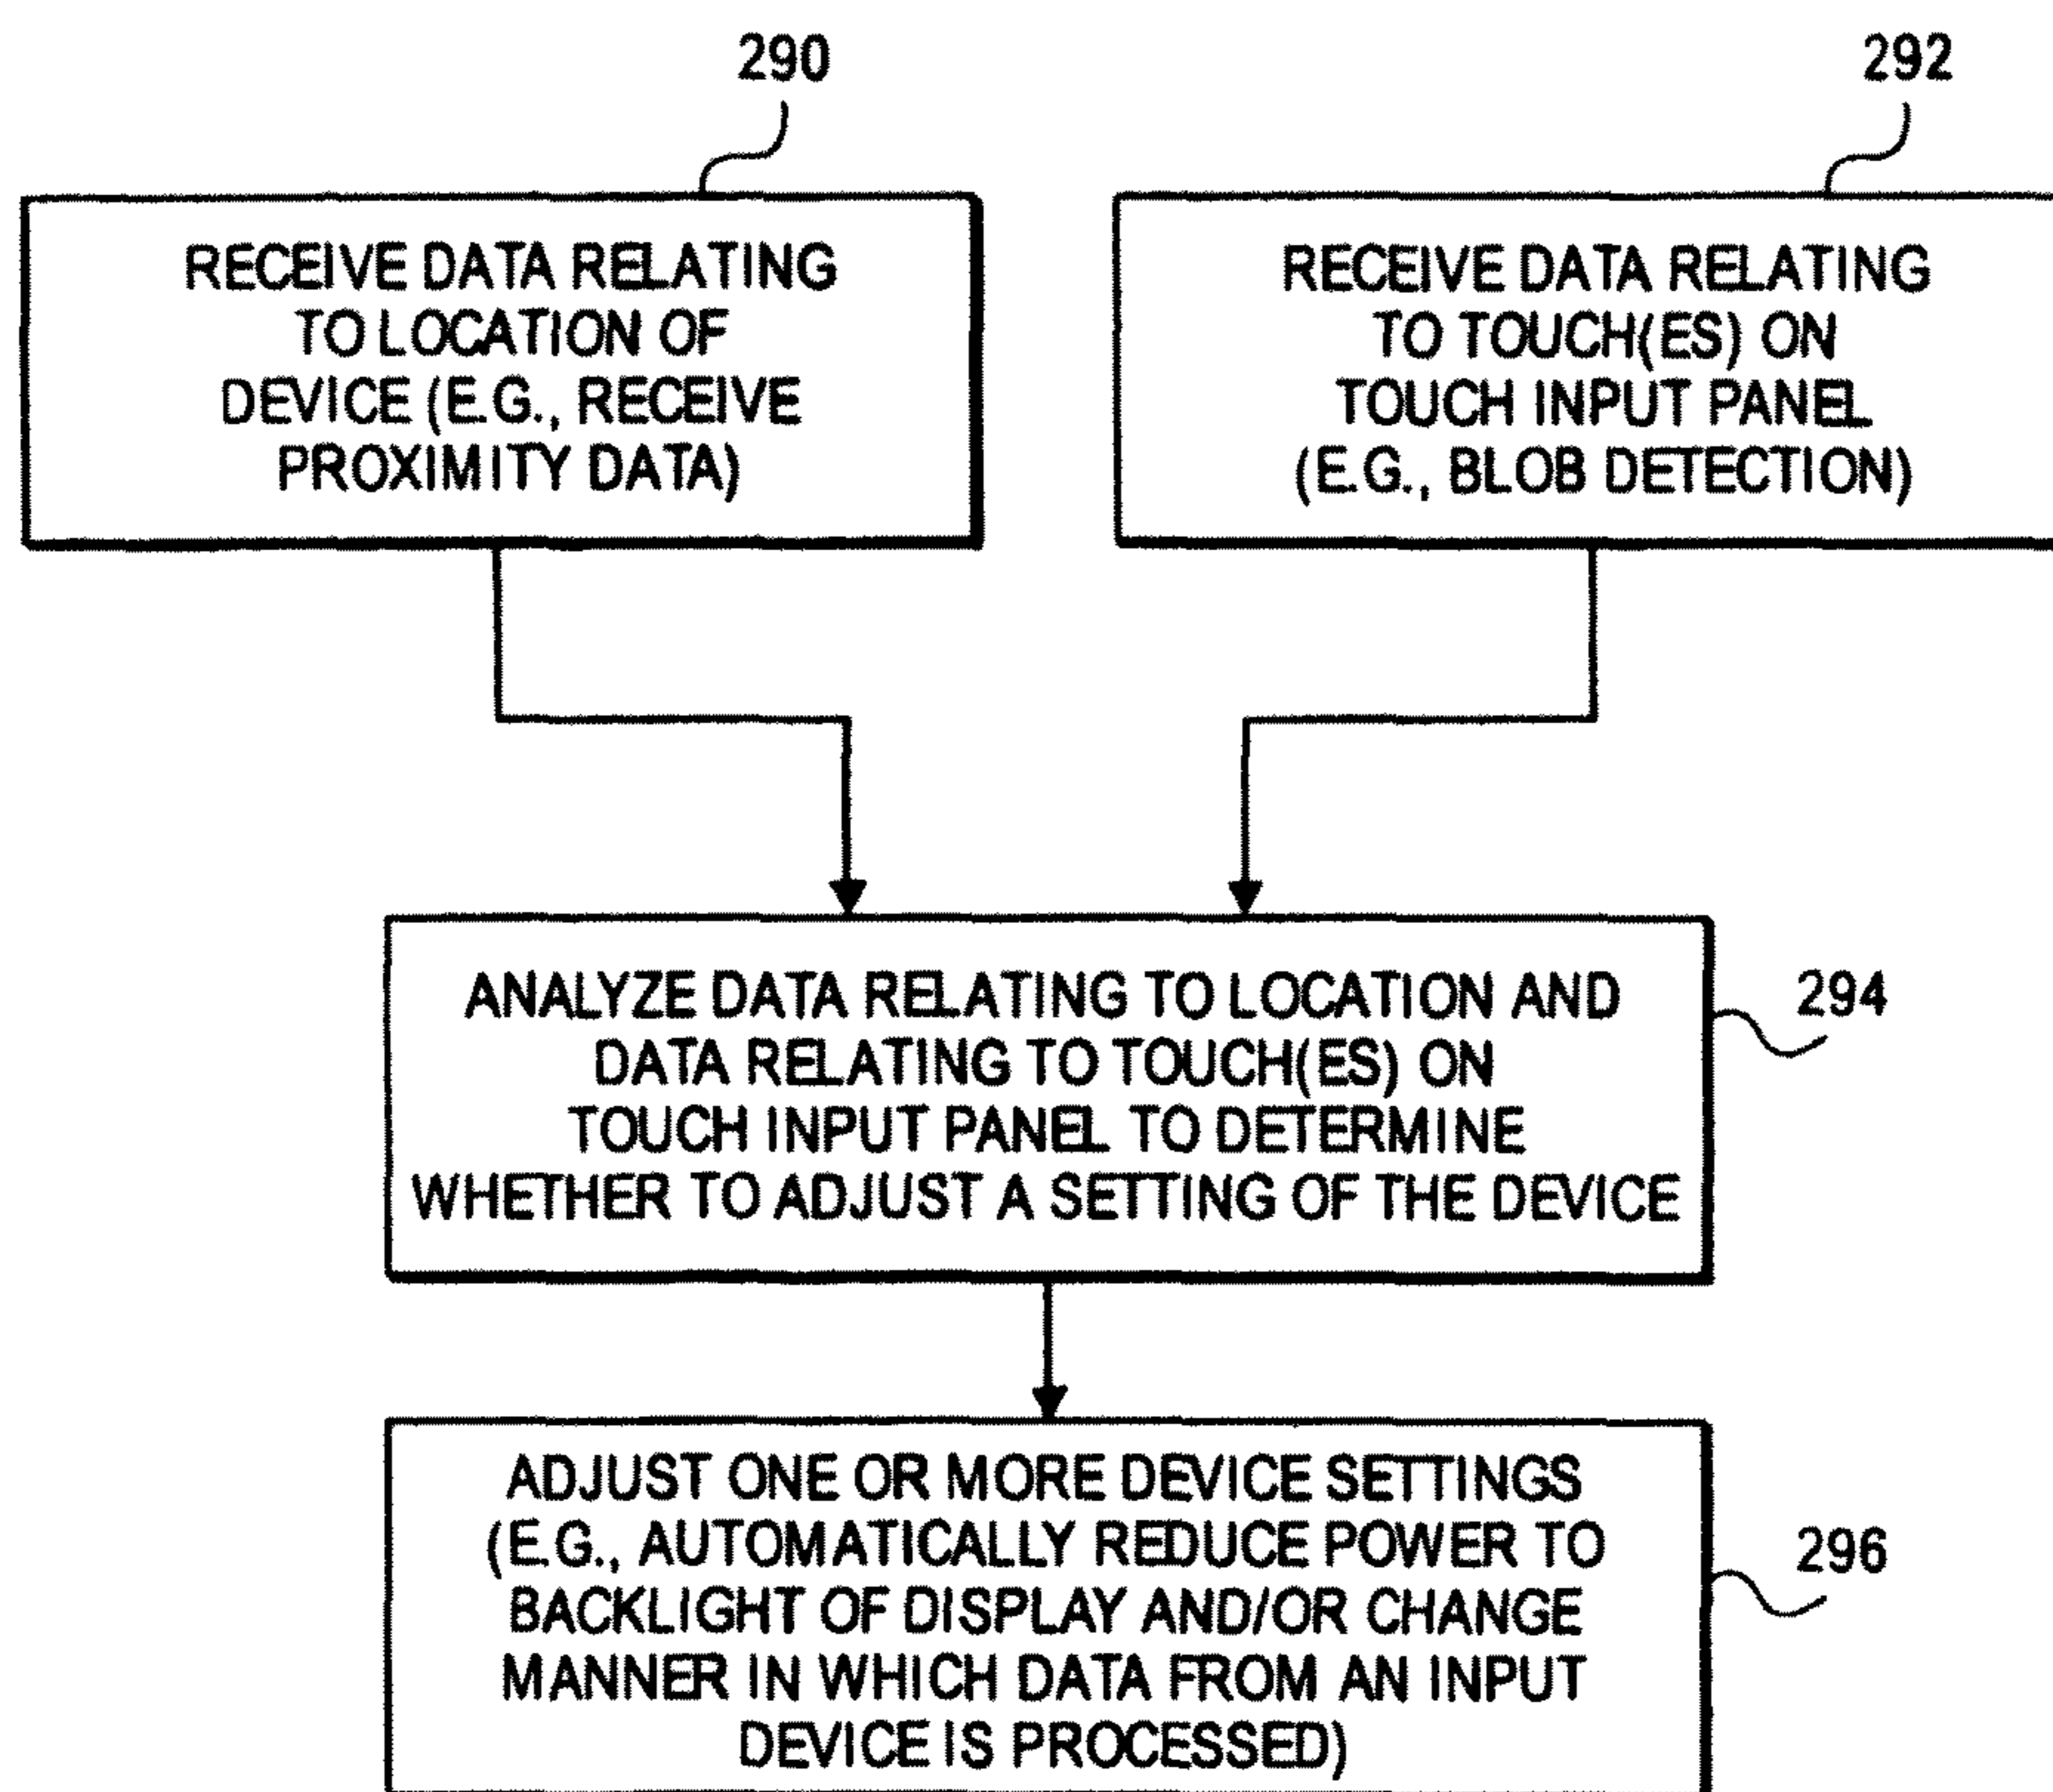 290
292
RECEIVE DATA RELATING
TO LOCATION OF
DEVICE (E.G., RECEIVE
PROXIMITY DATA)
RECEIVE DATA RELATING
TO TOUCH(ES) ON
TOUCH INPUT PANEL
(E.G., BLOB DETECTION)
ANALYZE DATA RELATING TO LOCATION AND
DATA RELATING TO TOUCH(ES) ON
TOUCH INPUT PANEL TO DETERMINE
WHETHER TO ADJUST A SETTING OF THE DEVICE
294
ADJUST ONE OR MORE DEVICE SETTINGS
(E.G., AUTOMATICALLY REDUCE POWER TO
BACKLIGHT OF DISPLAY AND/OR CHANGE
MANNER IN WHICH DATA FROM AN INPUT
DEVICE IS PROCESSED)
296